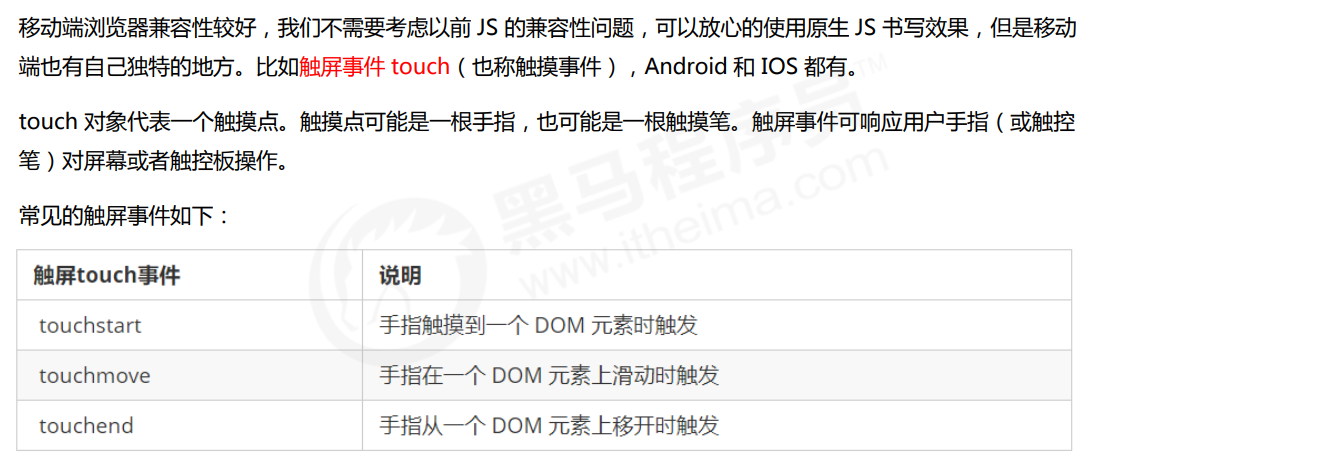 移动端浏览器兼容性较好，我们不需要考虑以前 JS 的兼容性问题，可以放心的使用原生 JS 书写效果，但是移动
端也有自己独特的地方。比如触屏事件 touch（也称触摸事件），Android 和 IOS 都有。
touch 对象代表一个触摸点。触摸点可能是一根手指，也可能是一根触摸笔。触屏事件可响应用户手指（或触控
笔）对屏幕或者触控板操作。
常见的触屏事件如下：
触屏touch事件 说明
touchstart 手指触摸到一个 DOM 元素时触发
touchmove 手指在一个 DOM 元素上滑动时触发
touchend 手指从一个 DOM 元素上移开时触发
黑马程序员™
www.itheima.com